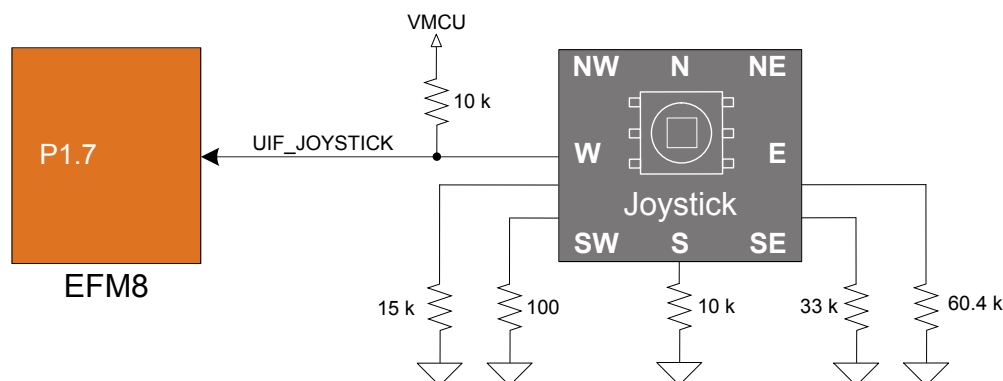 VMCU
10 k
P1.7
UIF_JOYSTICK
EFM8
NW N NE
W E
Joystick
SW S SE
15 k
100
10 k
33 k
60.4 k